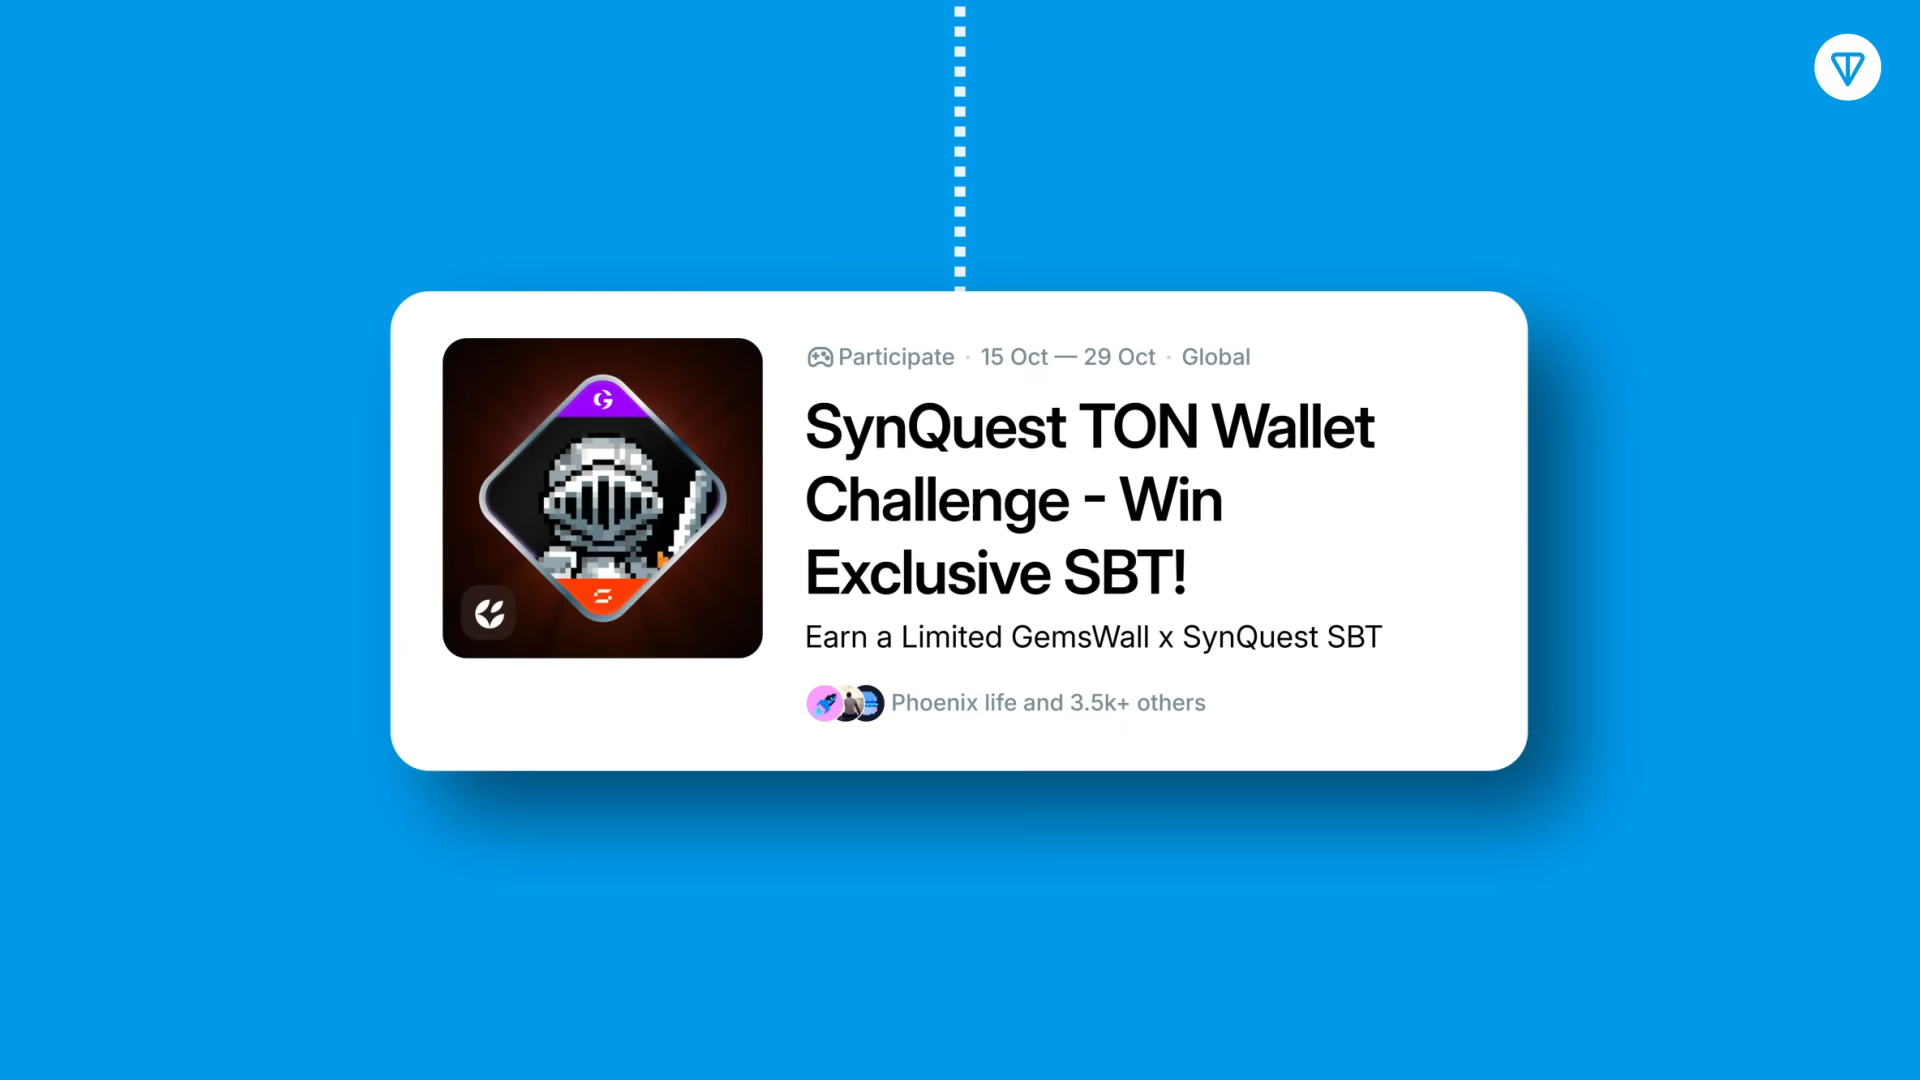 Participate · 15 Oct — 29 Oct · Global
SynQuest TON Wallet
Challenge - Win
Exclusive SBT!
Earn a Limited GemsWall x SynQuest SBT
Phoenix life and 3.5k+ others